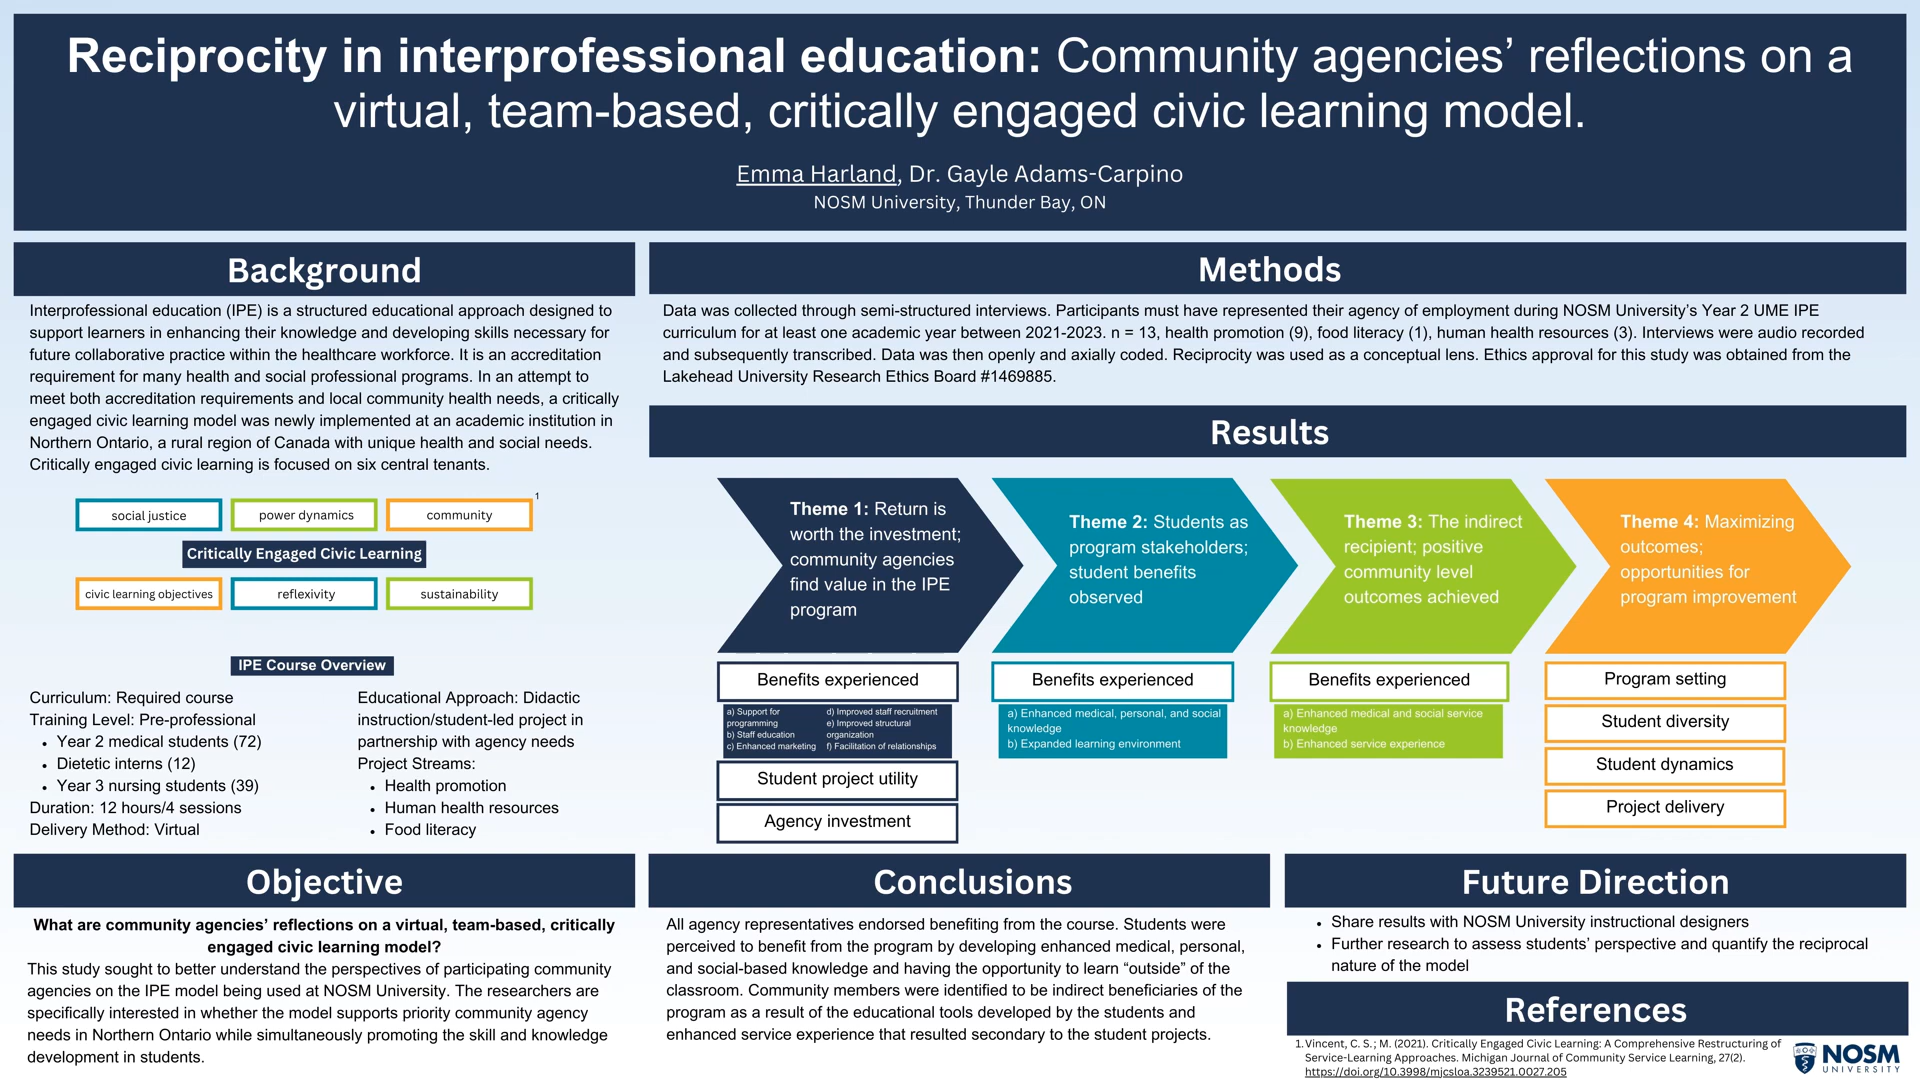 Reciprocity in interprofessional education: Community agencies’ reflections on a
virtual, team-based, critically engaged civic learning model.
Emma Harland, Dr. Gayle Adams-Carpino
NOSM University, Thunder Bay, ON
Background
Interprofessional education (IPE) is a structured educational approach designed to
support learners in enhancing their knowledge and developing skills necessary for
future collaborative practice within the healthcare workforce. It is an accreditation
requirement for many health and social professional programs. In an attempt to
meet both accreditation requirements and local community health needs, a critically
engaged civic learning model was newly implemented at an academic institution in
Northern Ontario, a rural region of Canada with unique health and social needs.
Critically engaged civic learning is focused on six central tenants.
1
social justice
power dynamics
community
Critically Engaged Civic Learning
civic learning objectives
reflexivity
sustainability
IPE Course Overview
Curriculum: Required course
Training Level: Pre-professional
• Year 2 medical students (72)
• Dietetic interns (12)
• Year 3 nursing students (39)
Duration: 12 hours/4 sessions
Delivery Method: Virtual
Educational Approach: Didactic
instruction/student-led project in
partnership with agency needs
Project Streams:
• Health promotion
• Human health resources
• Food literacy
Objective
What are community agencies’ reflections on a virtual, team-based, critically
engaged civic learning model?
This study sought to better understand the perspectives of participating community
agencies on the IPE model being used at NOSM University. The researchers are
specifically interested in whether the model supports priority community agency
needs in Northern Ontario while simultaneously promoting the skill and knowledge
development in students.
Methods
Data was collected through semi-structured interviews. Participants must have represented their agency of employment during NOSM University’s Year 2 UME IPE
curriculum for at least one academic year between 2021-2023. n = 13, health promotion (9), food literacy (1), human health resources (3). Interviews were audio recorded
and subsequently transcribed. Data was then openly and axially coded. Reciprocity was used as a conceptual lens. Ethics approval for this study was obtained from the
Lakehead University Research Ethics Board #1469885.
Results
Theme 1: Return is
worth the investment;
community agencies
find value in the IPE
program
Benefits experienced
a) Support for
programming
b) Staff education
c) Enhanced marketing
d) Improved staff recruitment
e) Improved structural
organization
f) Facilitation of relationships
Student project utility
Agency investment
Theme 2: Students as
program stakeholders;
student benefits
observed
Benefits experienced
a) Enhanced medical, personal, and social
knowledge
b) Expanded learning environment
Theme 3: The indirect
recipient; positive
community level
outcomes achieved
Benefits experienced
a) Enhanced medical and social service
knowledge
b) Enhanced service experience
Theme 4: Maximizing
outcomes;
opportunities for
program improvement
Program setting
Student diversity
Student dynamics
Project delivery
Conclusions
All agency representatives endorsed benefiting from the course. Students were
perceived to benefit from the program by developing enhanced medical, personal,
and social-based knowledge and having the opportunity to learn “outside” of the
classroom. Community members were identified to be indirect beneficiaries of the
program as a result of the educational tools developed by the students and
enhanced service experience that resulted secondary to the student projects.
Future Direction
• Share results with NOSM University instructional designers
• Further research to assess students’ perspective and quantify the reciprocal
nature of the model
References
1. Vincent, C. S.; M. (2021). Critically Engaged Civic Learning: A Comprehensive Restructuring of
Service-Learning Approaches. Michigan Journal of Community Service Learning, 27(2).
https://doi.org/10.3998/mjcsloa.3239521.0027.205
NOSM
UNIVERSITY